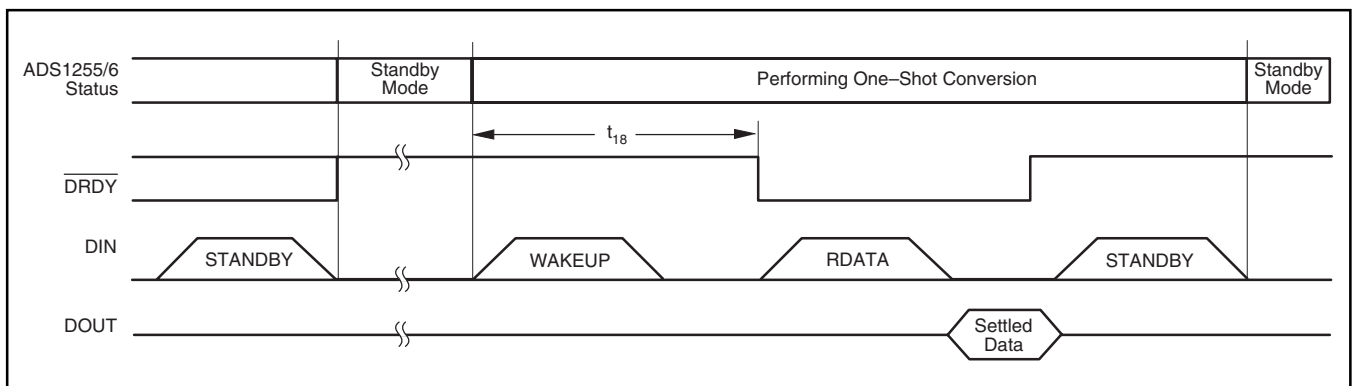 ADS1255/6
Status
Standby
Mode
Performing One–Shot Conversion
Standby
Mode
t18
DRDY
DIN
STANDBY
WAKEUP
RDATA
STANDBY
DOUT
Settled
Data